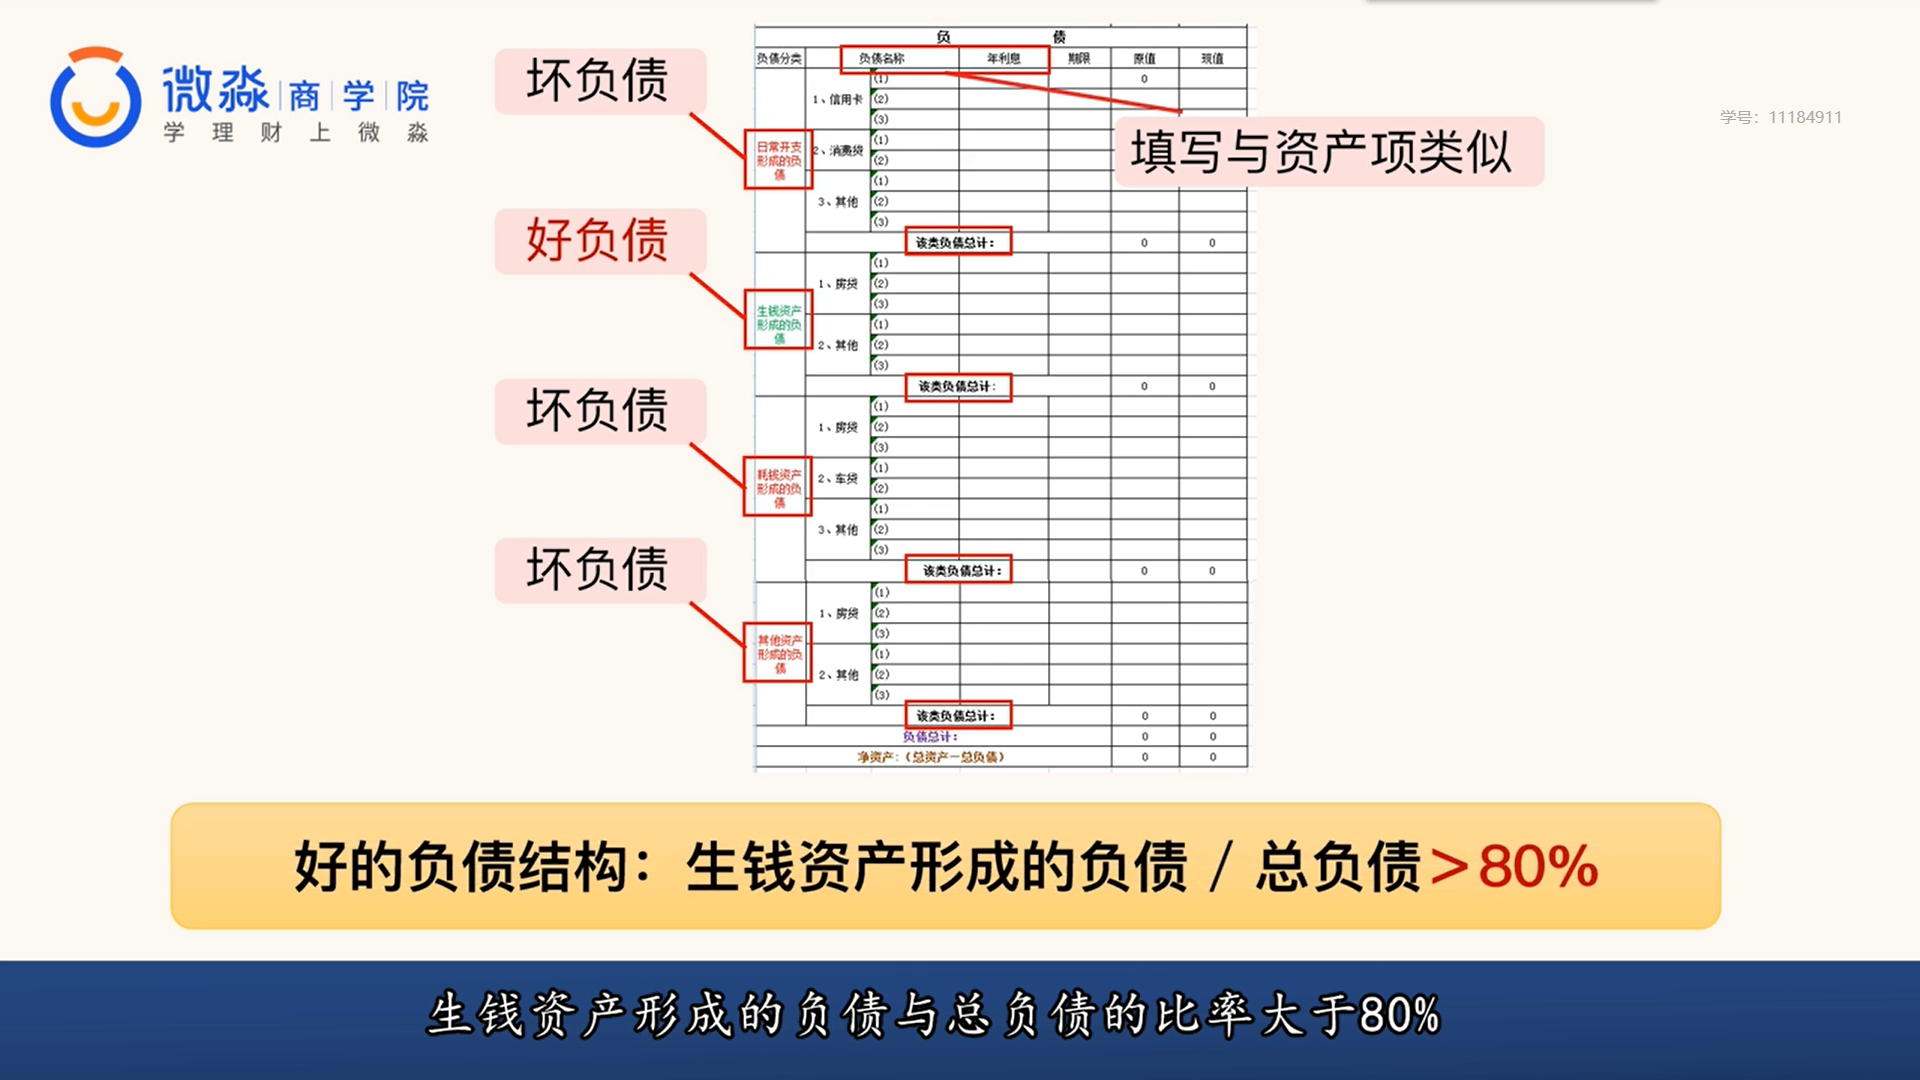 微淼 商 学 院
学 理 财 上 微 淼
学号：11184911
坏负债
好负债
坏负债
坏负债
填写与资产项类似
负 债
负债分类 负债名称 年利息 期限 原值 现值
日常开支形成的负债
1、信用卡
(1) 0
(2)
(3)
2、消费贷
(1)
(2)
3、其他
(1)
(2)
(3)
该类负债总计： 0 0
生钱资产形成的负债
1、房贷
(1)
(2)
(3)
2、其他
(1)
(2)
(3)
该类负债总计： 0 0
耗钱资产形成的负债
1、房贷
(1)
(2)
(3)
2、车贷
(1)
(2)
3、其他
(1)
(2)
(3)
该类负债总计： 0 0
其他资产形成的负债
1、房贷
(1)
(2)
(3)
2、其他
(1)
(2)
(3)
该类负债总计： 0 0
负债总计： 0 0
净资产：（总资产－总负债） 0 0
好的负债结构：生钱资产形成的负债 / 总负债＞80%
生钱资产形成的负债与总负债的比率大于80%